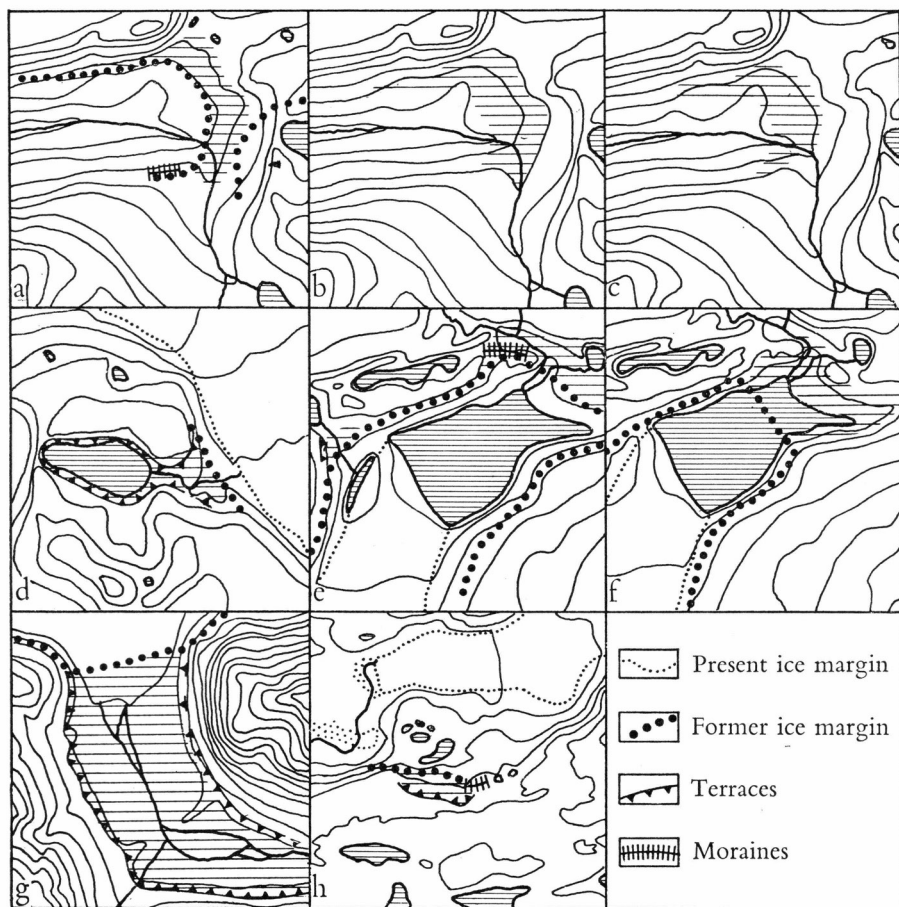 a
b
c
d
e
f
g
h
Present ice margin
Former ice margin
Terraces
Moraines